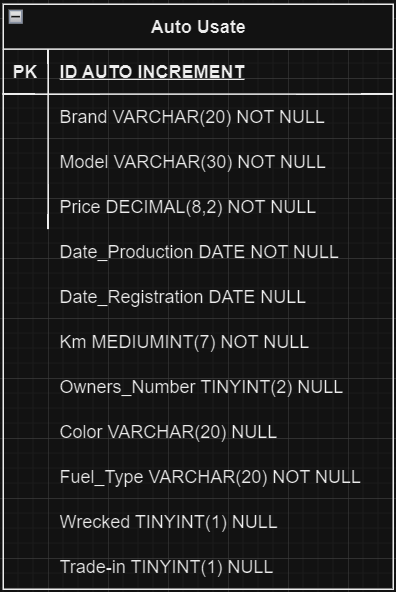 Auto Usate
PK ID AUTO INCREMENT
Brand VARCHAR(20) NOT NULL
Model VARCHAR(30) NOT NULL
Price DECIMAL(8,2) NOT NULL
Date_Production DATE NOT NULL
Date_Registration DATE NULL
Km MEDIUMINT(7) NOT NULL
Owners_Number TINYINT(2) NULL
Color VARCHAR(20) NULL
Fuel_Type VARCHAR(20) NOT NULL
Wrecked TINYINT(1) NULL
Trade-in TINYINT(1) NULL